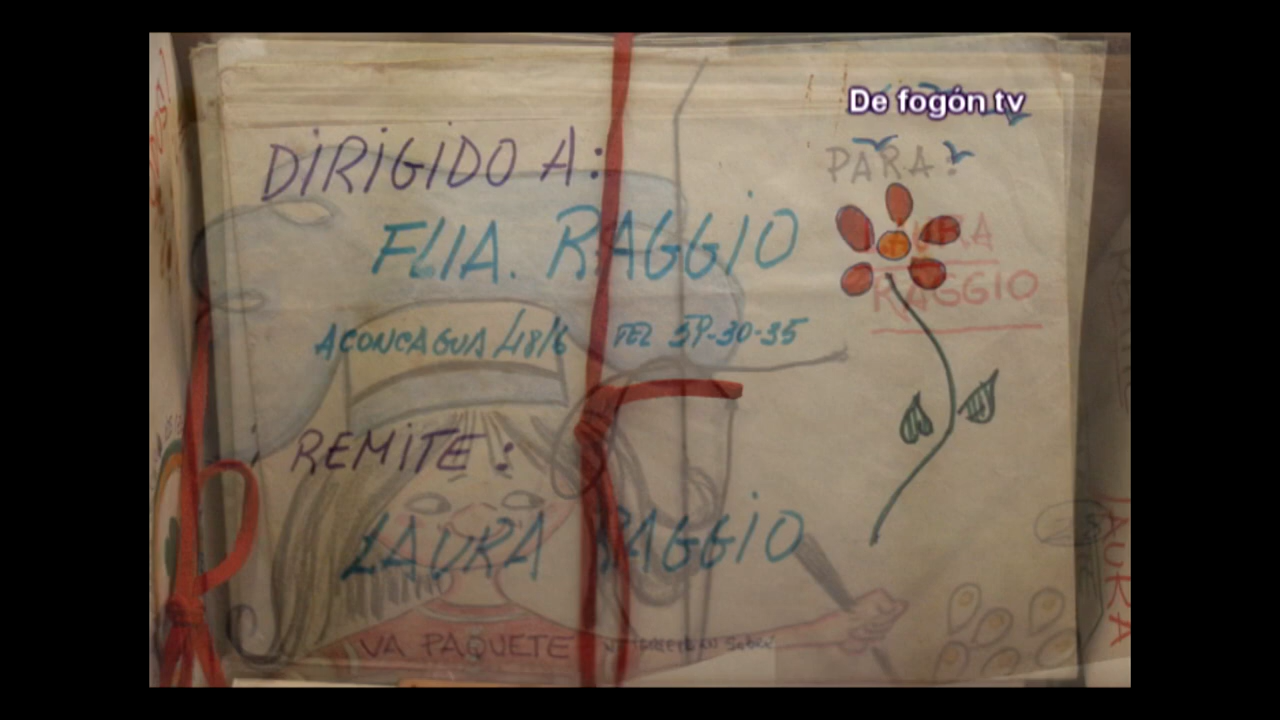 De fogón tv
DIRIGIDO A:
PARA:
FLIA. RAGGIO
LAURA
RAGGIO
ACONCAGUA 4816 TEL 59-30-35
REMITE:
LAURA RAGGIO
LAURA
VA PAQUETE